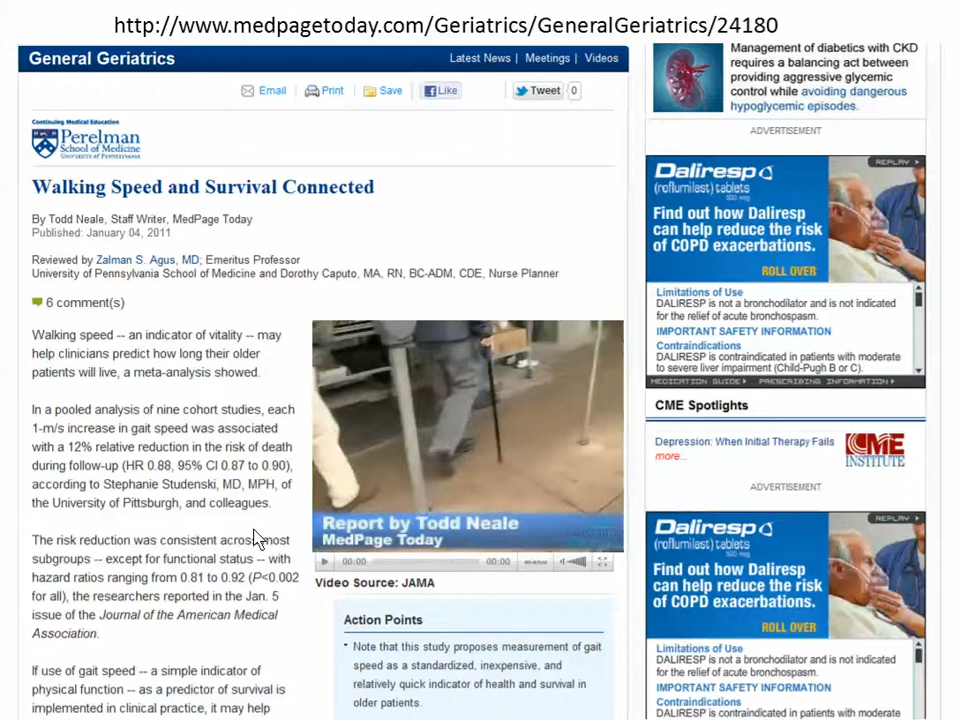 http://www.medpagetoday.com/Geriatrics/GeneralGeriatrics/24180
General Geriatrics
Latest News | Meetings | Videos
Email Print Save Like Tweet 0
Continuing Medical Education
Perelman
School of Medicine
UNIVERSITY OF PENNSYLVANIA
Walking Speed and Survival Connected
By Todd Neale, Staff Writer, MedPage Today
Published: January 04, 2011
Reviewed by Zalman S. Agus, MD; Emeritus Professor
University of Pennsylvania School of Medicine and Dorothy Caputo, MA, RN, BC-ADM, CDE, Nurse Planner
6 comment(s)
Walking speed -- an indicator of vitality -- may
help clinicians predict how long their older
patients will live, a meta-analysis showed.
In a pooled analysis of nine cohort studies, each
1-m/s increase in gait speed was associated
with a 12% relative reduction in the risk of death
during follow-up (HR 0.88, 95% CI 0.87 to 0.90),
according to Stephanie Studenski, MD, MPH, of
the University of Pittsburgh, and colleagues.
The risk reduction was consistent across most
subgroups -- except for functional status -- with
hazard ratios ranging from 0.81 to 0.92 (P<0.002
for all), the researchers reported in the Jan. 5
issue of the Journal of the American Medical
Association.
If use of gait speed -- a simple indicator of
physical function -- as a predictor of survival is
implemented in clinical practice, it may help
Report by Todd Neale
MedPage Today
00:00 00:00 menu
Video Source: JAMA
Action Points
Note that this study proposes measurement of gait
speed as a standardized, inexpensive, and
relatively quick indicator of health and survival in
older patients.
Management of diabetics with CKD
requires a balancing act between
providing aggressive glycemic
control while avoiding dangerous
hypoglycemic episodes.
ADVERTISEMENT
REPLAY
Daliresp
(roflumilast) tablets
500 mcg
Find out how Daliresp
can help reduce the risk
of COPD exacerbations.
ROLL OVER
Limitations of Use
DALIRESP is not a bronchodilator and is not indicated
for the relief of acute bronchospasm.
IMPORTANT SAFETY INFORMATION
Contraindications
DALIRESP is contraindicated in patients with moderate
to severe liver impairment (Child-Pugh B or C).
MEDICATION GUIDE PRESCRIBING INFORMATION
CME Spotlights
Depression: When Initial Therapy Fails
more...
CME
INSTITUTE
ADVERTISEMENT
REPLAY
Daliresp
(roflumilast) tablets
500 mcg
Find out how Daliresp
can help reduce the risk
of COPD exacerbations.
ROLL OVER
Limitations of Use
DALIRESP is not a bronchodilator and is not indicated
for the relief of acute bronchospasm.
IMPORTANT SAFETY INFORMATION
Contraindications
DALIRESP is contraindicated in patients with moderate